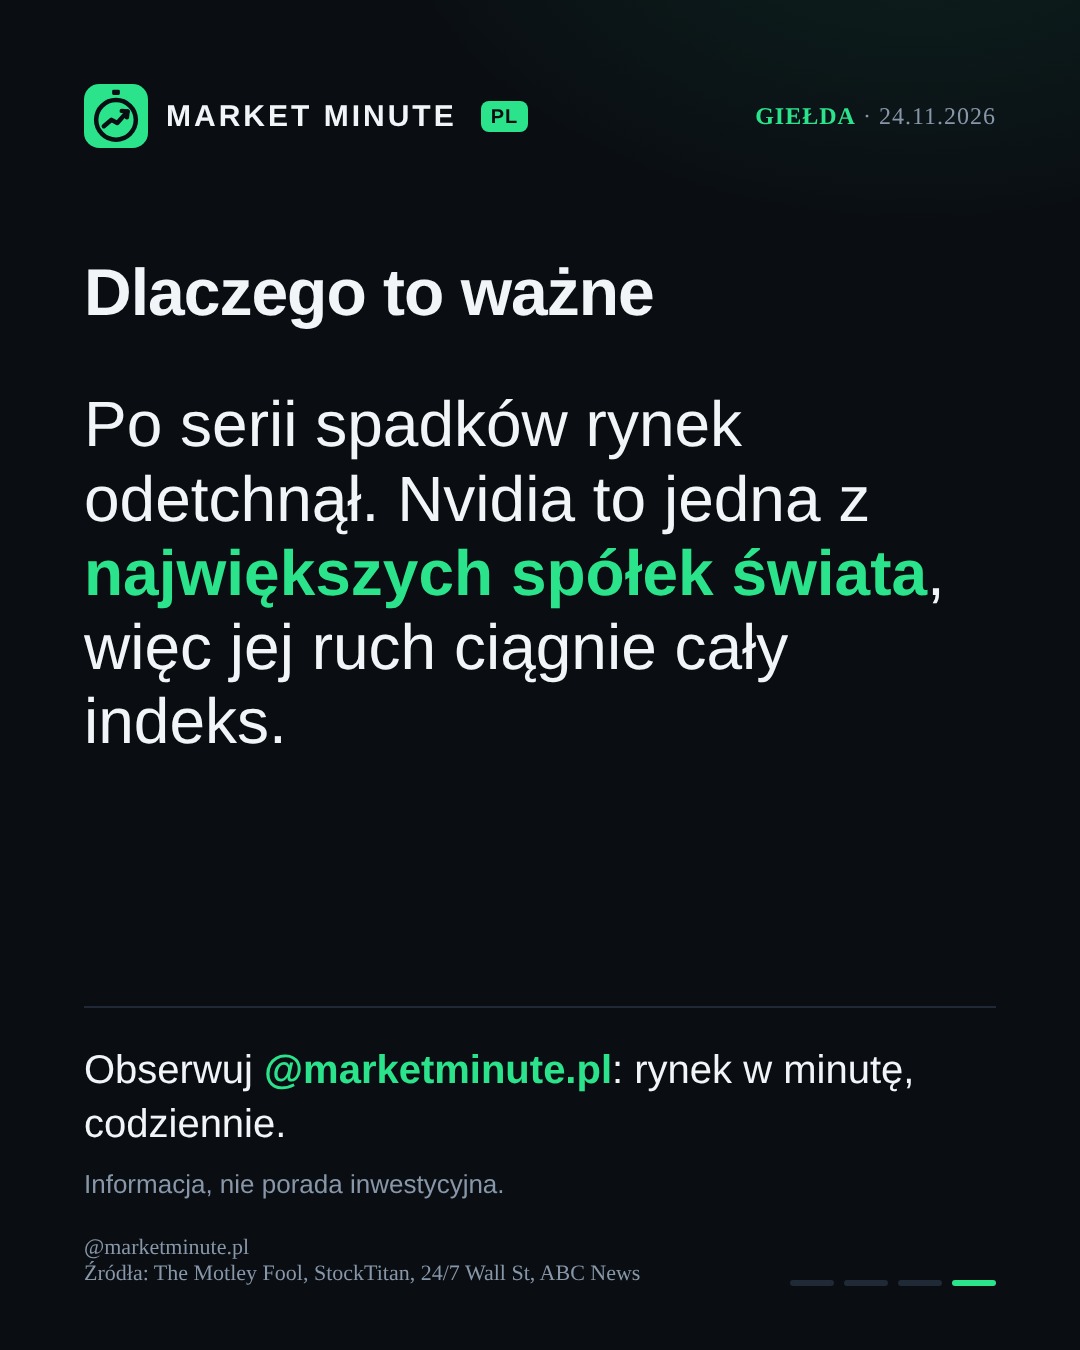 MARKET MINUTE PL
GIEŁDA · 24.11.2026
Dlaczego to ważne
Po serii spadków rynek
odetchnął. Nvidia to jedna z
największych spółek świata,
więc jej ruch ciągnie cały
indeks.
Obserwuj @marketminute.pl: rynek w minutę,
codziennie.
Informacja, nie porada inwestycyjna.
@marketminute.pl
Źródła: The Motley Fool, StockTitan, 24/7 Wall St, ABC News